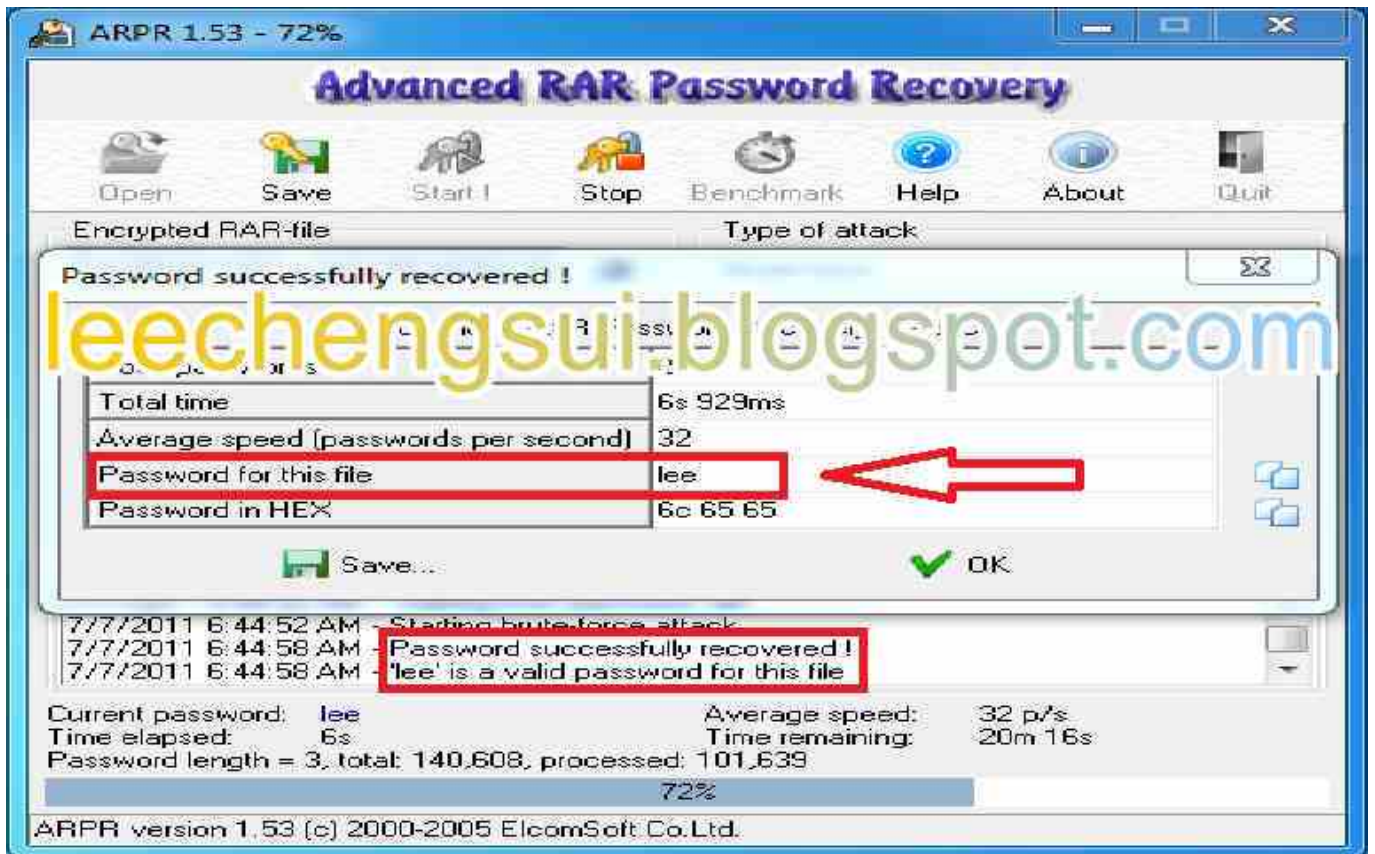 ARPR 1.53 - 72%
Advanced RAR Password Recovery
Open Save Start ! Stop Benchmark Help About Quit
Encrypted RAR-file Type of attack
Password successfully recovered !
leechengsui.blogspot.com
Total time 6s 929ms
Average speed (passwords per second) 32
Password for this file lee
Password in HEX 6c 65 65
Save... OK
7/7/2011 6:44:52 AM - Starting brute-force attack...
7/7/2011 6:44:58 AM - Password successfully recovered !
7/7/2011 6:44:58 AM - 'lee' is a valid password for this file
Current password: lee Average speed: 32 p/s
Time elapsed: 6s Time remaining: 20m 16s
Password length = 3, total: 140,608, processed: 101,639
72%
ARPR version 1.53 (c) 2000-2005 ElcomSoft Co.Ltd.